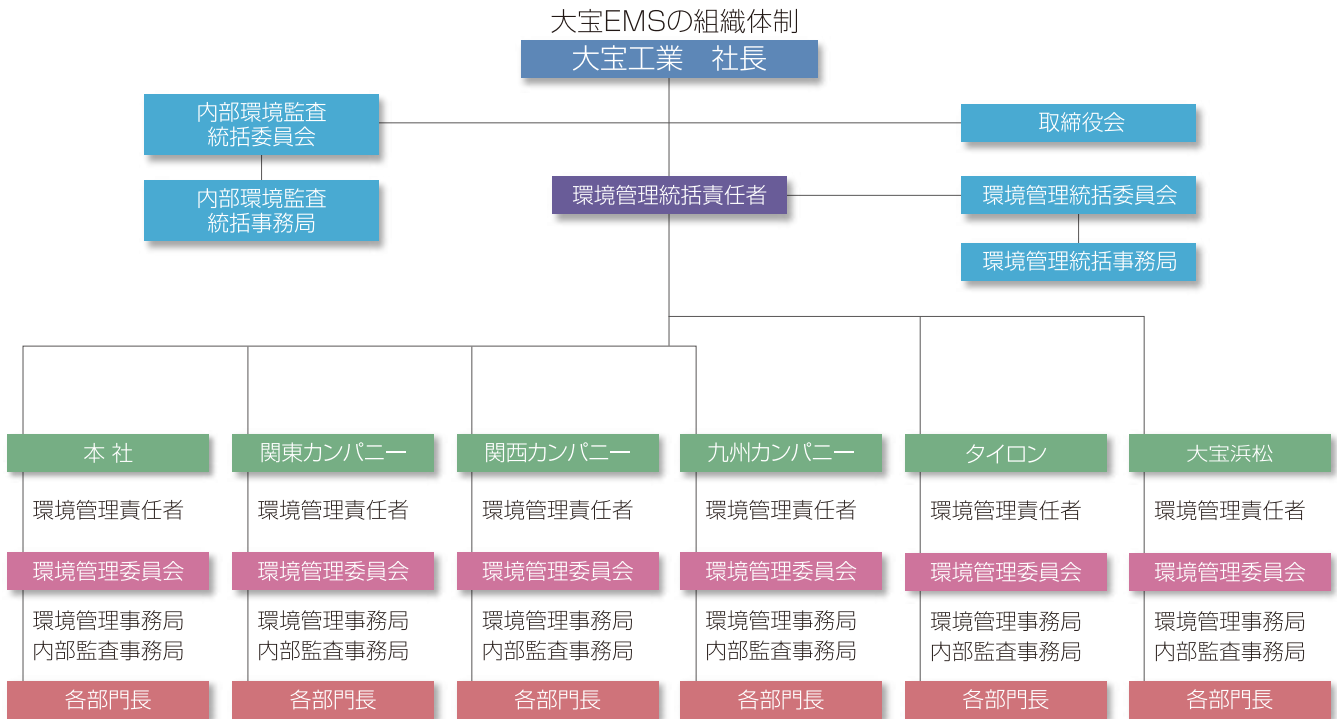 大宝EMSの組織体制
大宝工業　社長
内部環境監査
統括委員会
取締役会
内部環境監査
統括事務局
環境管理統括責任者
環境管理統括委員会
環境管理統括事務局
本 社
関東カンパニー
関西カンパニー
九州カンパニー
タイロン
大宝浜松
環境管理責任者
環境管理責任者
環境管理責任者
環境管理責任者
環境管理責任者
環境管理責任者
環境管理委員会
環境管理委員会
環境管理委員会
環境管理委員会
環境管理委員会
環境管理委員会
環境管理事務局
内部監査事務局
環境管理事務局
内部監査事務局
環境管理事務局
内部監査事務局
環境管理事務局
内部監査事務局
環境管理事務局
内部監査事務局
環境管理事務局
内部監査事務局
各部門長
各部門長
各部門長
各部門長
各部門長
各部門長